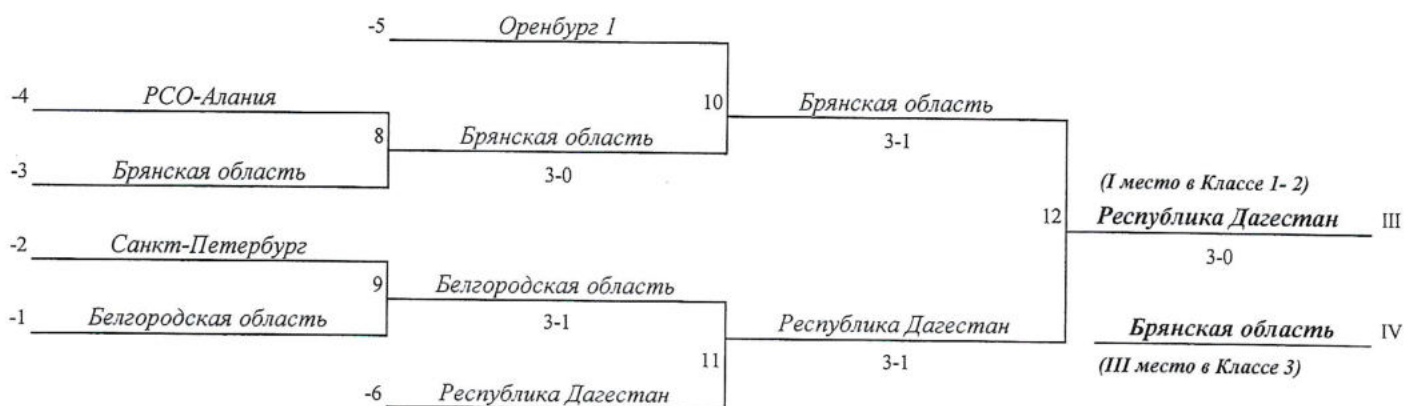 -5 Оренбург 1
-4 РСО-Алания
10 Брянская область
8 Брянская область
3-1
-3 Брянская область
3-0
(I место в Классе 1- 2)
12 Республика Дагестан III
-2 Санкт-Петербург
3-0
9 Белгородская область
-1 Белгородская область
3-1
Республика Дагестан
Брянская область IV
11
3-1
(III место в Классе 3)
-6 Республика Дагестан